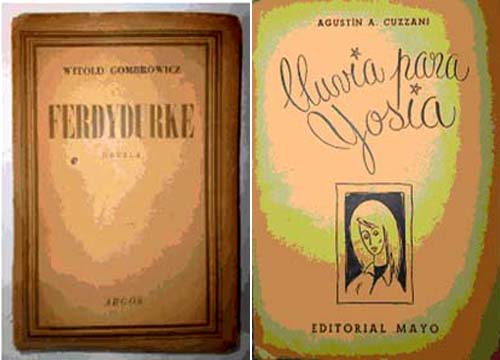 WITOLD GOMBROWICZ
FERDYDURKE
NOVELA
ARGOS
AGUSTÍN A. CUZZANI
lluvia para
Yosia
EDITORIAL MAYO